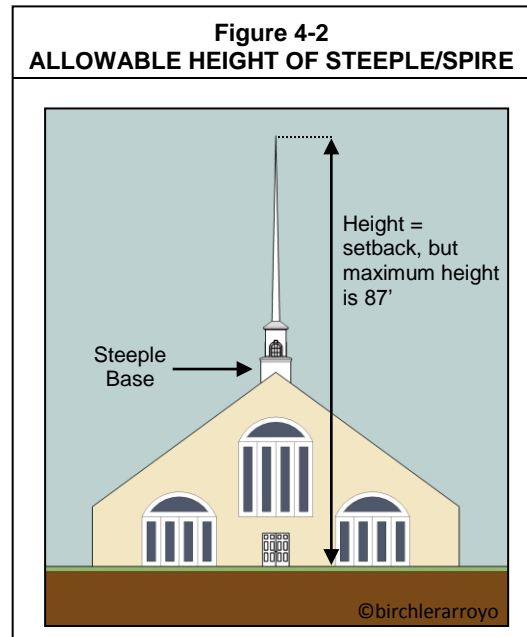 Figure 4-2
ALLOWABLE HEIGHT OF STEEPLE/SPIRE
Height =
setback, but
maximum height
is 87’
Steeple
Base
©birchlerarroyo